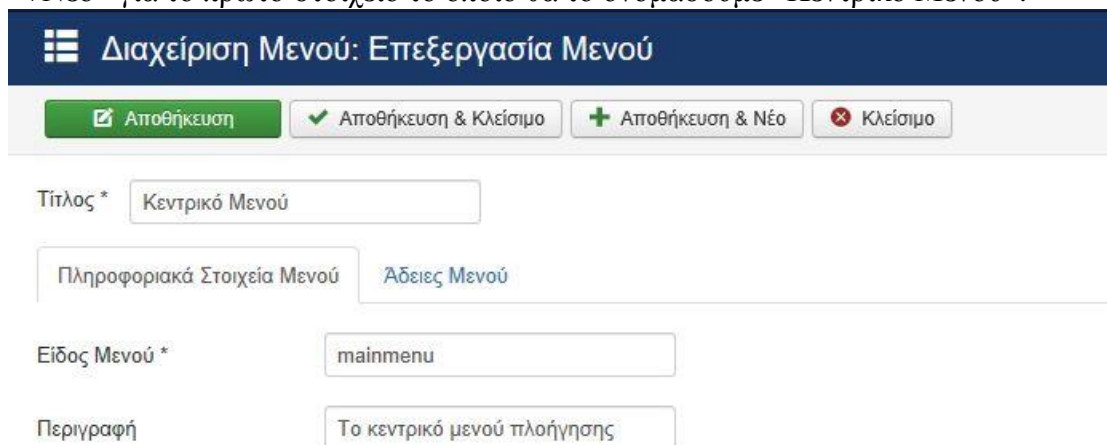 Διαχείριση Μενού: Επεξεργασία Μενού
Αποθήκευση Αποθήκευση & Κλείσιμο Αποθήκευση & Νέο Κλείσιμο
Τίτλος * Κεντρικό Μενού
Πληροφοριακά Στοιχεία Μενού Άδειες Μενού
Είδος Μενού * mainmenu
Περιγραφή Το κεντρικό μενού πλοήγησης